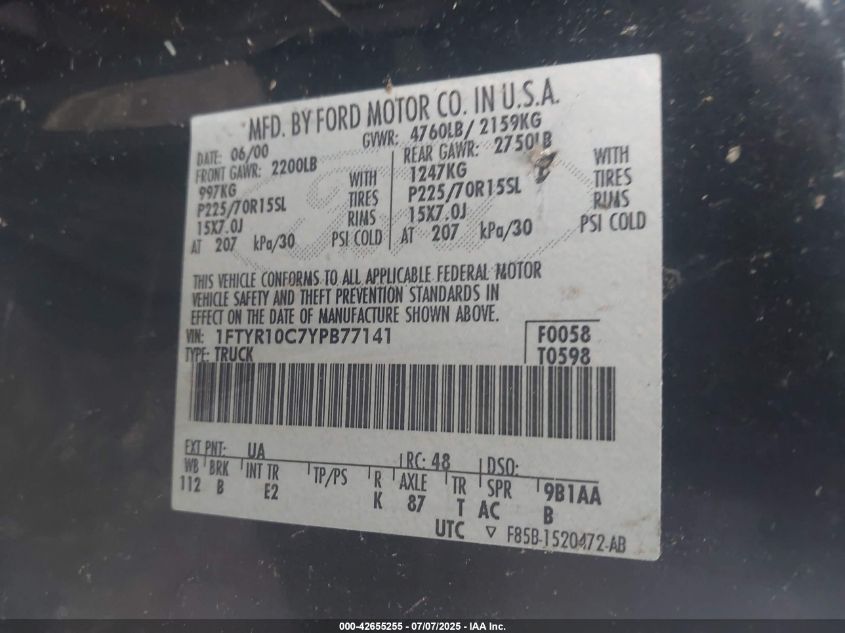 MFD. BY FORD MOTOR CO. IN U.S.A.
DATE: 06/00 GVWR: 4760LB/ 2159KG
FRONT GAWR: 2200LB REAR GAWR: 2750LB
997KG WITH 1247KG WITH
P225/70R15SL TIRES P225/70R15SL TIRES
15X7.0J RIMS 15X7.0J RIMS
AT 207 kPa/30 PSI COLD AT 207 kPa/30 PSI COLD
THIS VEHICLE CONFORMS TO ALL APPLICABLE FEDERAL MOTOR
VEHICLE SAFETY AND THEFT PREVENTION STANDARDS IN
EFFECT ON THE DATE OF MANUFACTURE SHOWN ABOVE.
VIN: 1FTYR10C7YPB77141 F0058
TYPE: TRUCK T0598
EXT PNT: UA RC: 48 DSO:
WB BRK INT TR TP/PS R AXLE TR SPR 9B1AA
112 B E2 K 87 T AC B
UTC ▽ F85B-1520472-AB
000-42655255 - 07/07/2025 - IAA Inc.